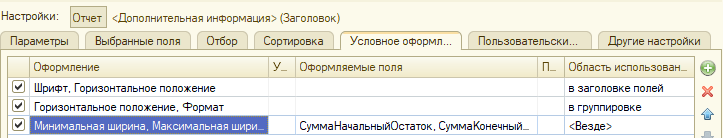 Настройки: Отчет <Дополнительная информация> (Заголовок)
Параметры Выбранные поля Отбор Сортировка Условное оформл... Пользовательски... Другие настройки
Оформление У... Оформляемые поля П... Область использован...
Шрифт, Горизонтальное положение в заголовке полей
Горизонтальное положение, Формат в группировке
Минимальная ширина, Максимальная шири... СуммаНачальныйОстаток, СуммаКонечный... <Везде>